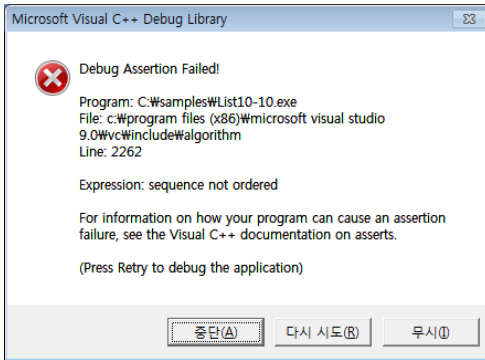 Microsoft Visual C++ Debug Library
Debug Assertion Failed!
Program: C:₩samples₩List10-10.exe
File: c:₩program files (x86)₩microsoft visual studio
9.0₩vc₩include₩algorithm
Line: 2262
Expression: sequence not ordered
For information on how your program can cause an assertion
failure, see the Visual C++ documentation on asserts.
(Press Retry to debug the application)
중단(A) 다시 시도(R) 무시(I)